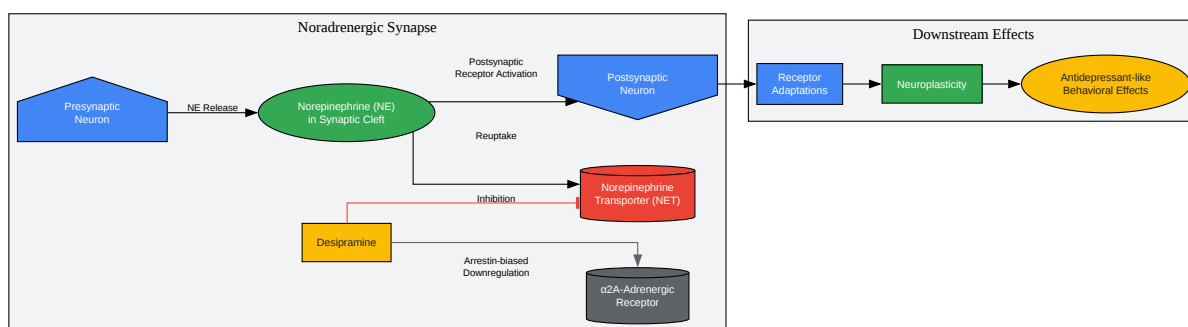 Noradrenergic Synapse
Presynaptic
Neuron
NE Release
Norepinephrine (NE)
in Synaptic Cleft
Postsynaptic
Receptor Activation
Postsynaptic
Neuron
Reuptake
Norepinephrine
Transporter (NET)
Inhibition
Desipramine
Arrestin-biased
Downregulation
α2A-Adrenergic
Receptor
Downstream Effects
Receptor
Adaptations
Neuroplasticity
Antidepressant-like
Behavioral Effects